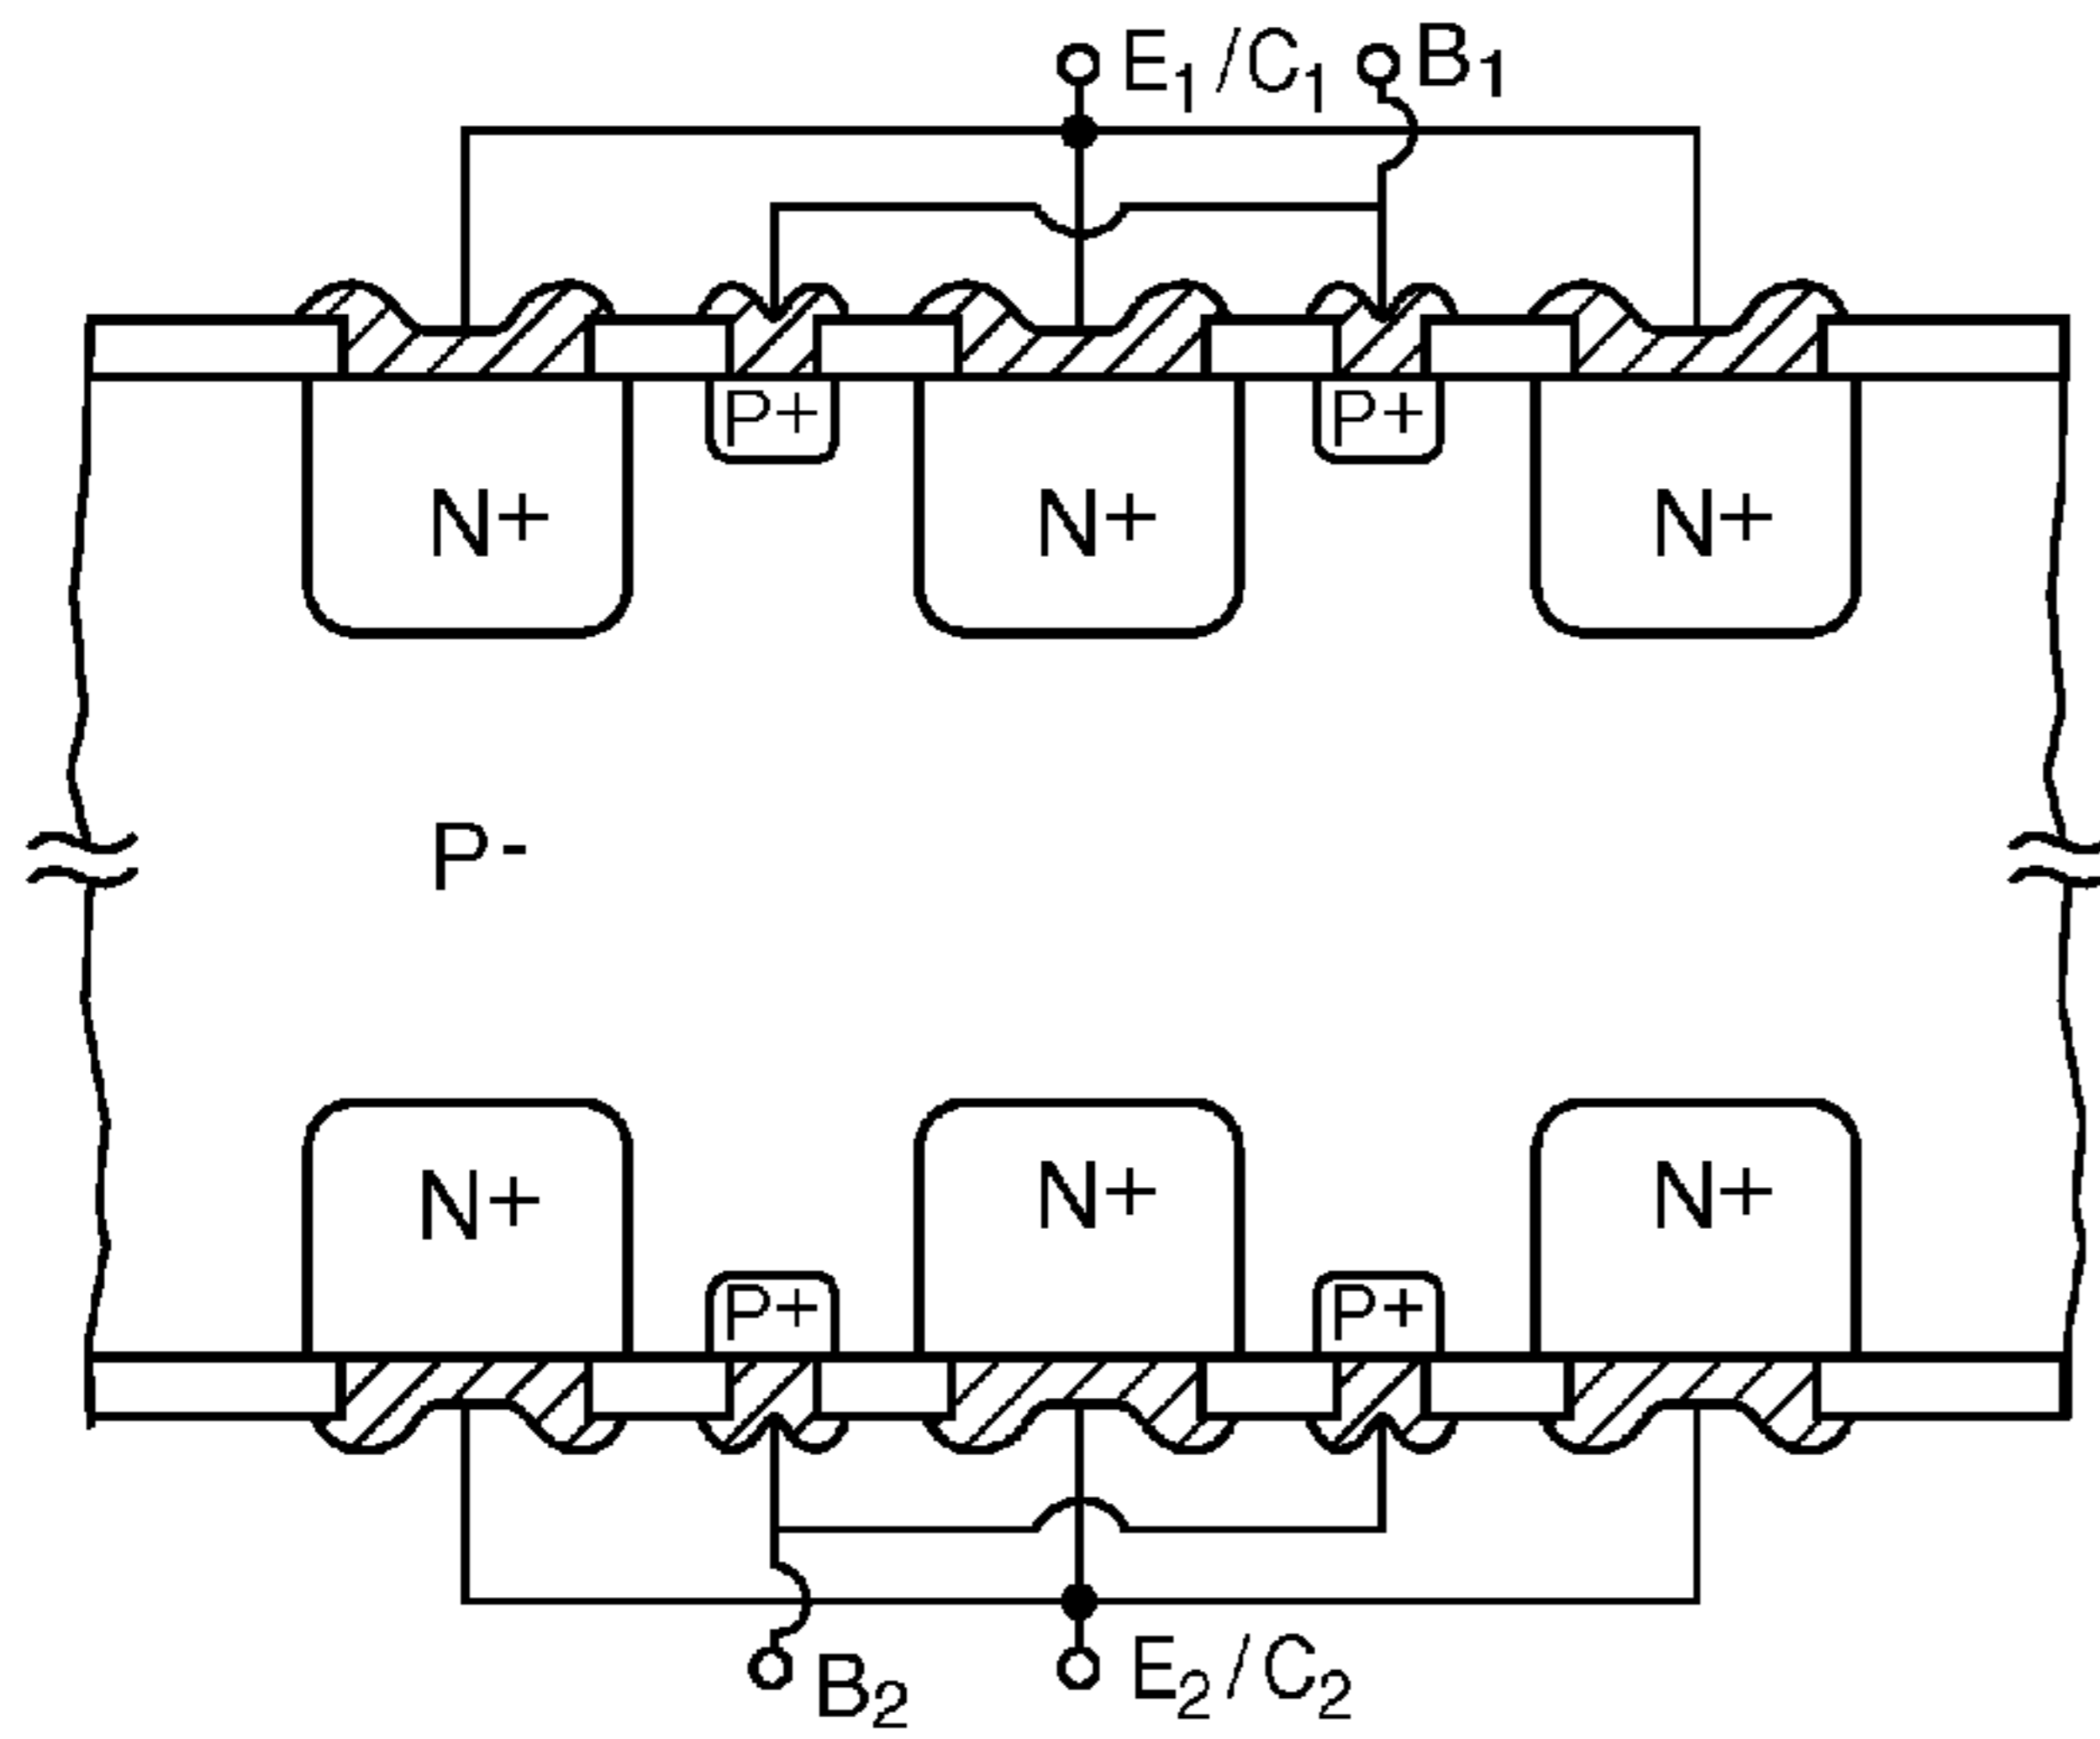 E1/C1 B1
P+ P+
N+ N+ N+
P-
N+ N+ N+
P+ P+
B2 E2/C2